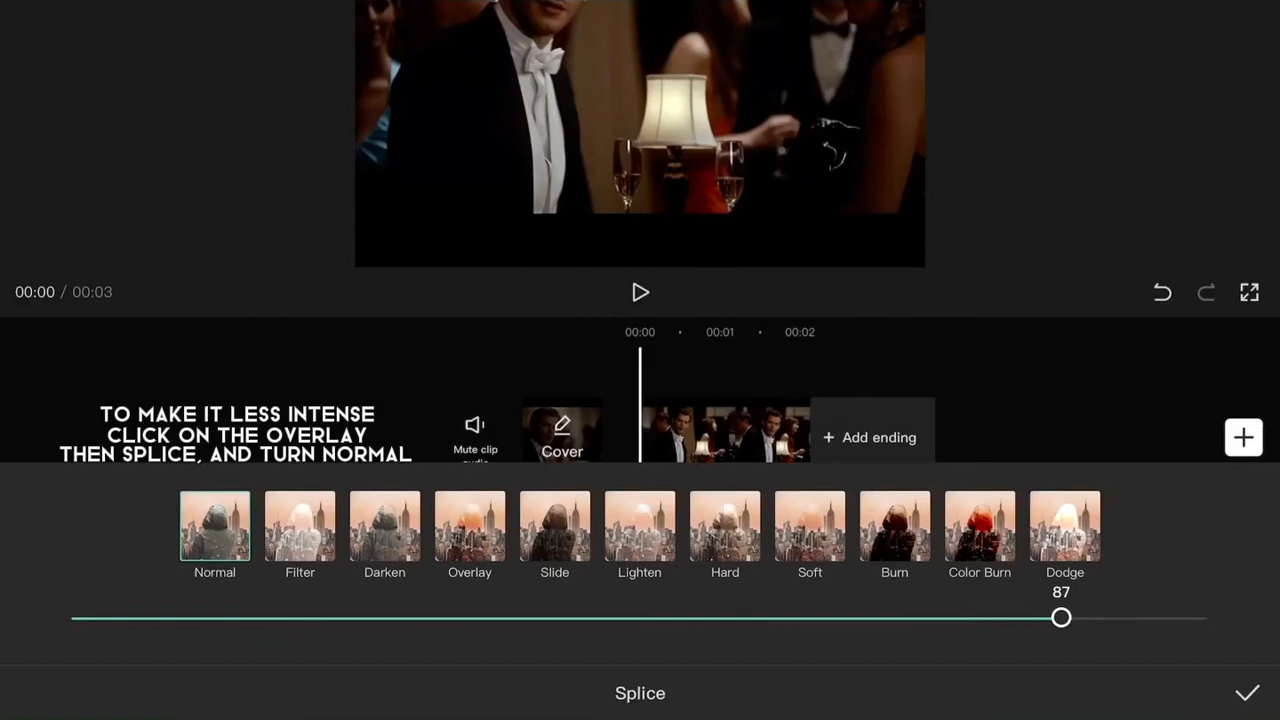 00:00 / 00:03
00:00 00:01 00:02
TO MAKE IT LESS INTENSE
CLICK ON THE OVERLAY
THEN SPLICE, AND TURN NORMAL
Mute clip
audio
Cover
+ Add ending
Normal Filter Darken Overlay Slide Lighten Hard Soft Burn Color Burn Dodge
87
Splice